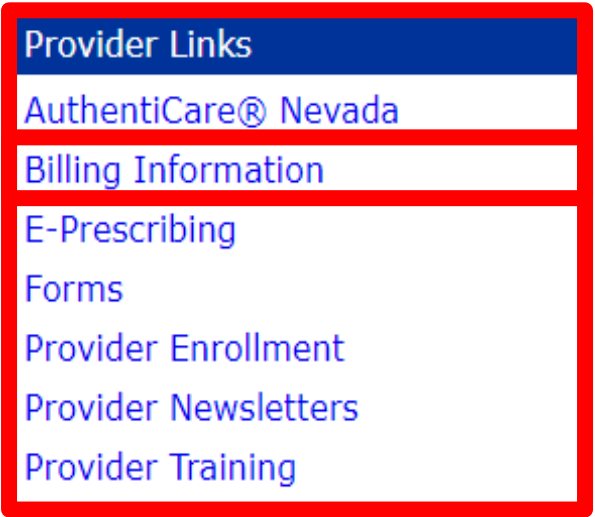 Provider Links
AuthentiCare® Nevada
Billing Information
E-Prescribing
Forms
Provider Enrollment
Provider Newsletters
Provider Training